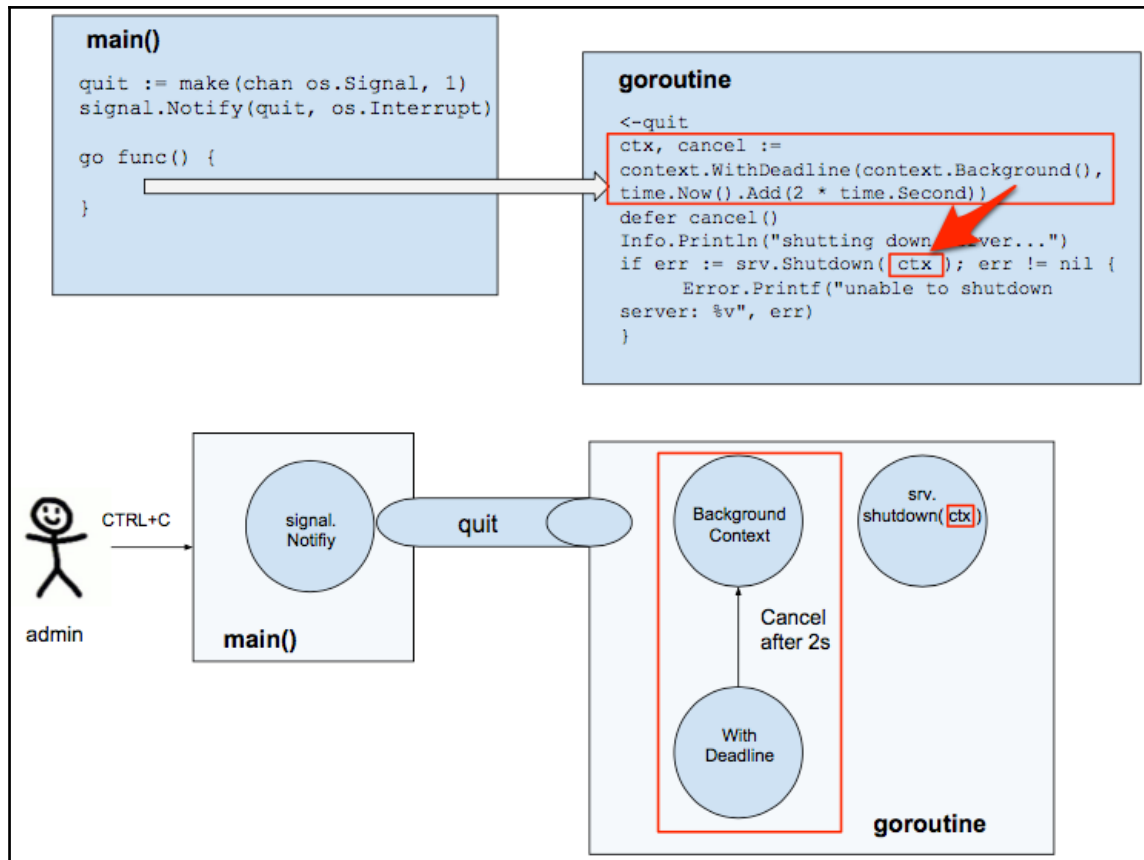 main()
quit := make(chan os.Signal, 1)
signal.Notify(quit, os.Interrupt)
go func() {
}
goroutine
<-quit
ctx, cancel :=
context.WithDeadline(context.Background(),
time.Now().Add(2 * time.Second))
defer cancel()
Info.Println("shutting down ver...")
if err := srv.Shutdown( ctx ); err != nil {
Error.Printf("unable to shutdown
server: %v", err)
}
admin
CTRL+C
signal.
Notifiy
main()
quit
Background
Context
Cancel
after 2s
With
Deadline
srv.
shutdown( ctx )
goroutine